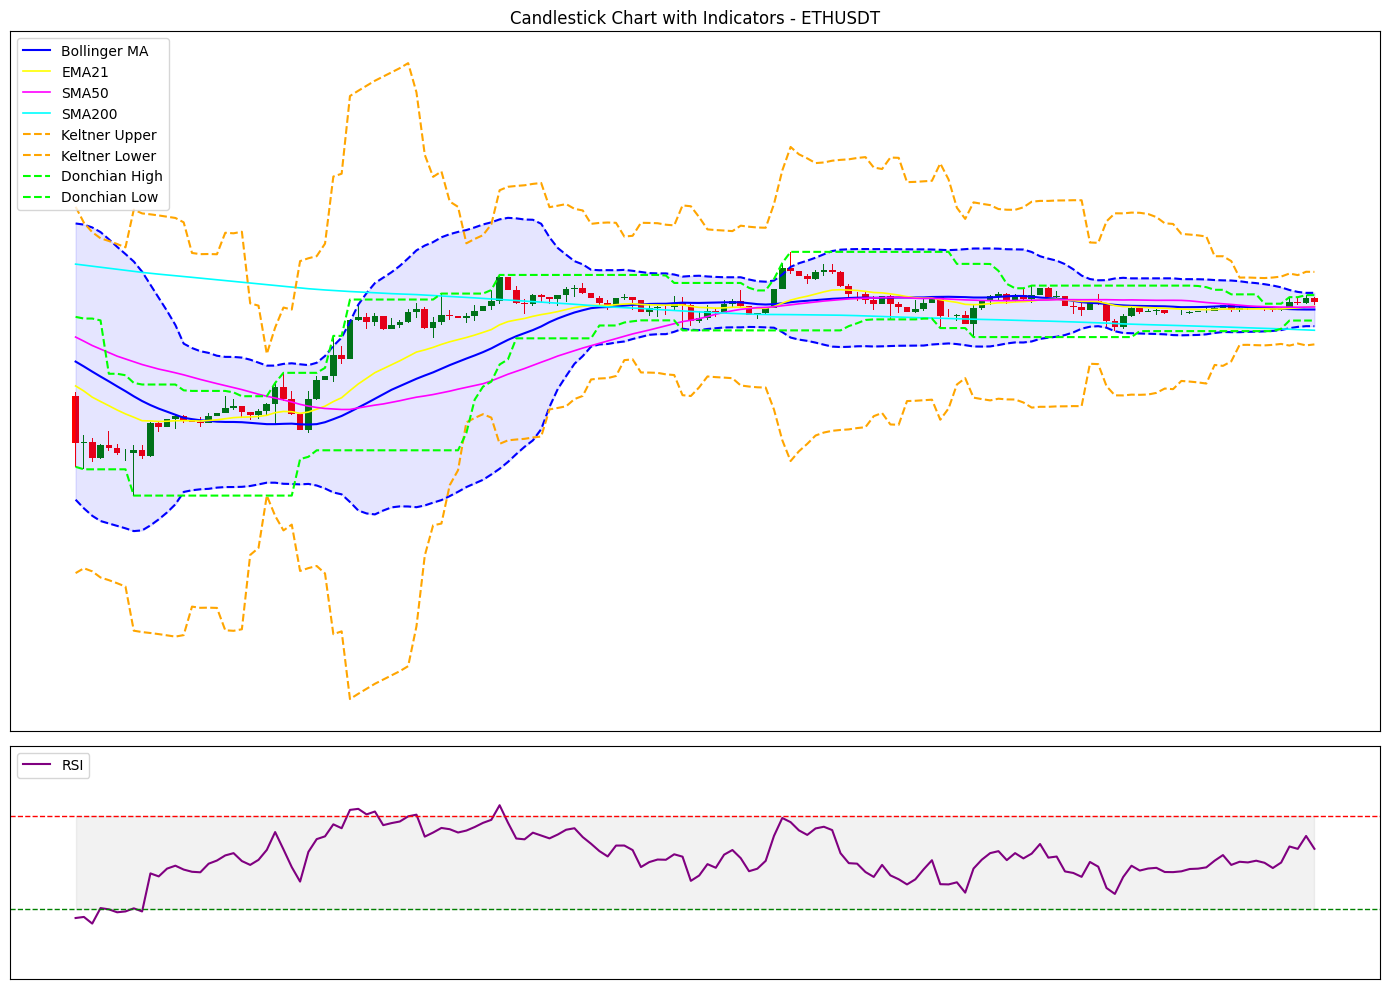 Candlestick Chart with Indicators - ETHUSDT
Bollinger MA
EMA21
SMA50
SMA200
Keltner Upper
Keltner Lower
Donchian High
Donchian Low
RSI